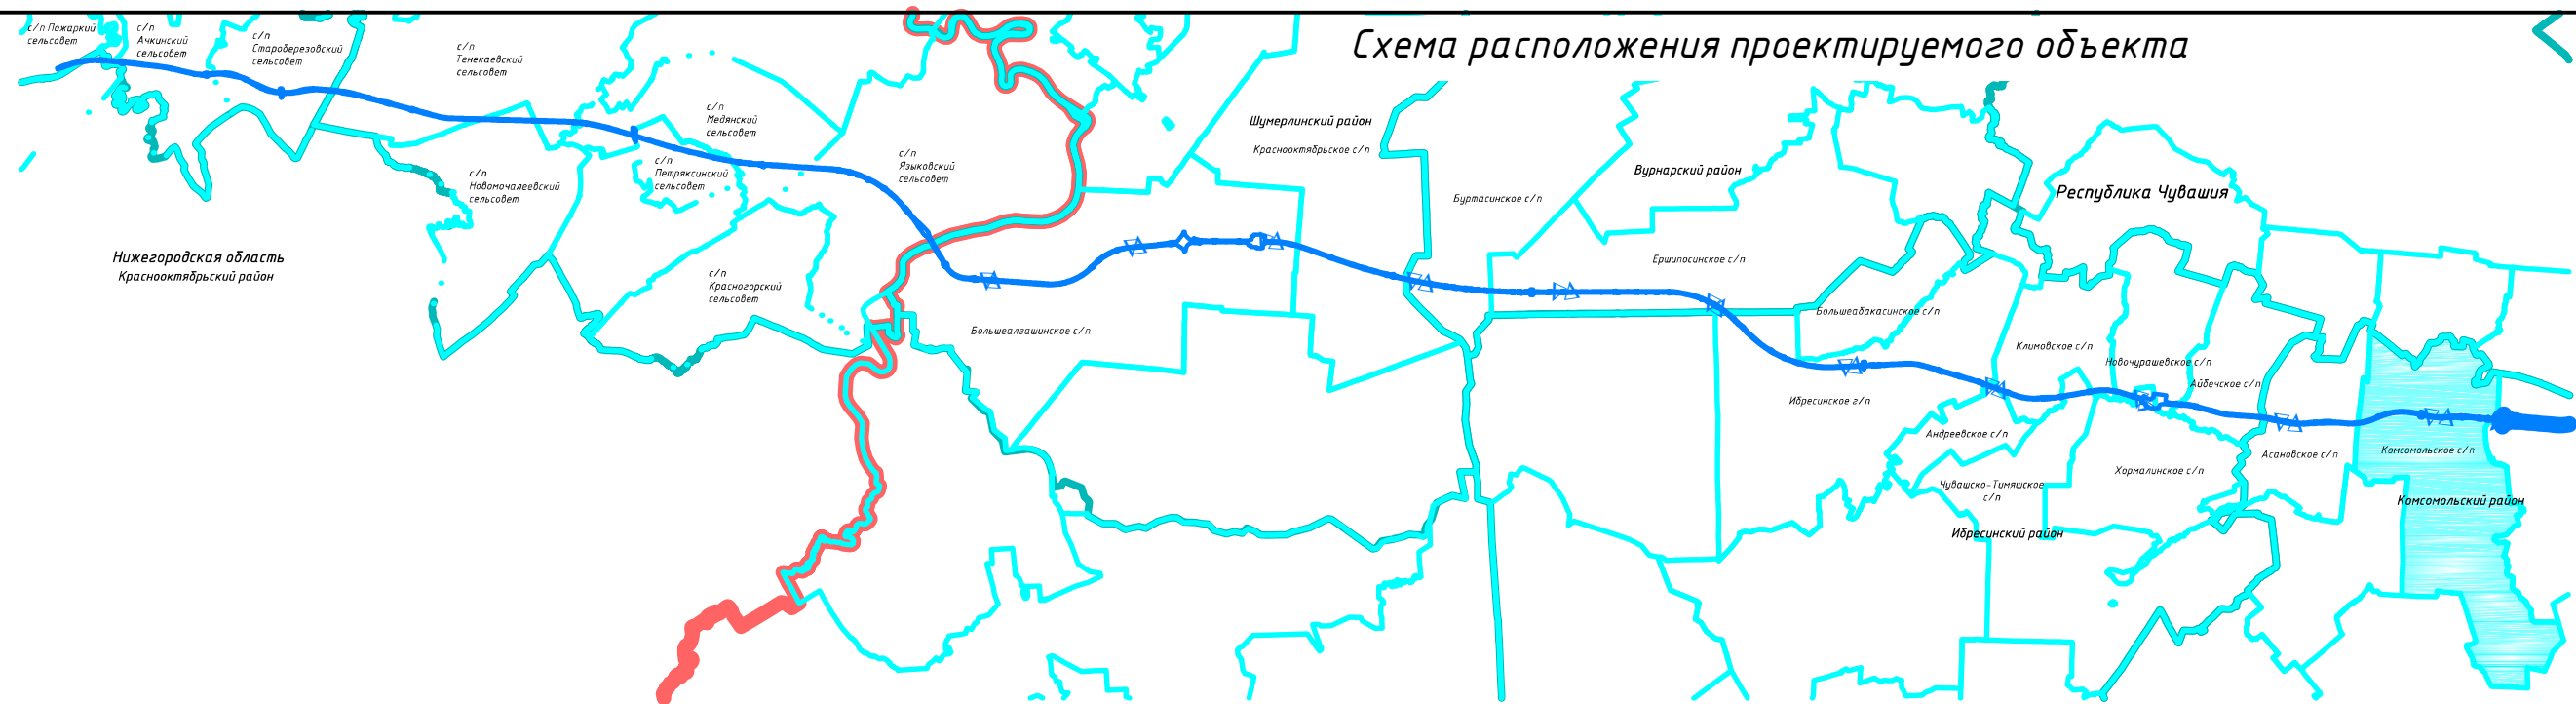 Схема расположения проектируемого объекта
с/п Пожаркий
сельсовет
с/п
Ачкинский
сельсовет
с/п
Староберезовский
сельсовет
с/п
Тенекаевский
сельсовет
с/п
Медянский
сельсовет
с/п
Петряксинский
сельсовет
с/п
Новомочалеевский
сельсовет
с/п
Языковский
сельсовет
Нижегородская область
Краснооктябрьский район
с/п
Красногорский
сельсовет
Шумерлинский район
Краснооктябрьское с/п
Большеалгашинское с/п
Буртасинское с/п
Вурнарский район
Ершипосинское с/п
Республика Чувашия
Большеабакасинское с/п
Климовское с/п
Новочурашевское с/п
Айбечское с/п
Ибресинское г/п
Андреевское с/п
Хормалинское с/п
Асановское с/п
Комсомольское с/п
Чувашско-Тимяшское
с/п
Комсомольский район
Ибресинский район